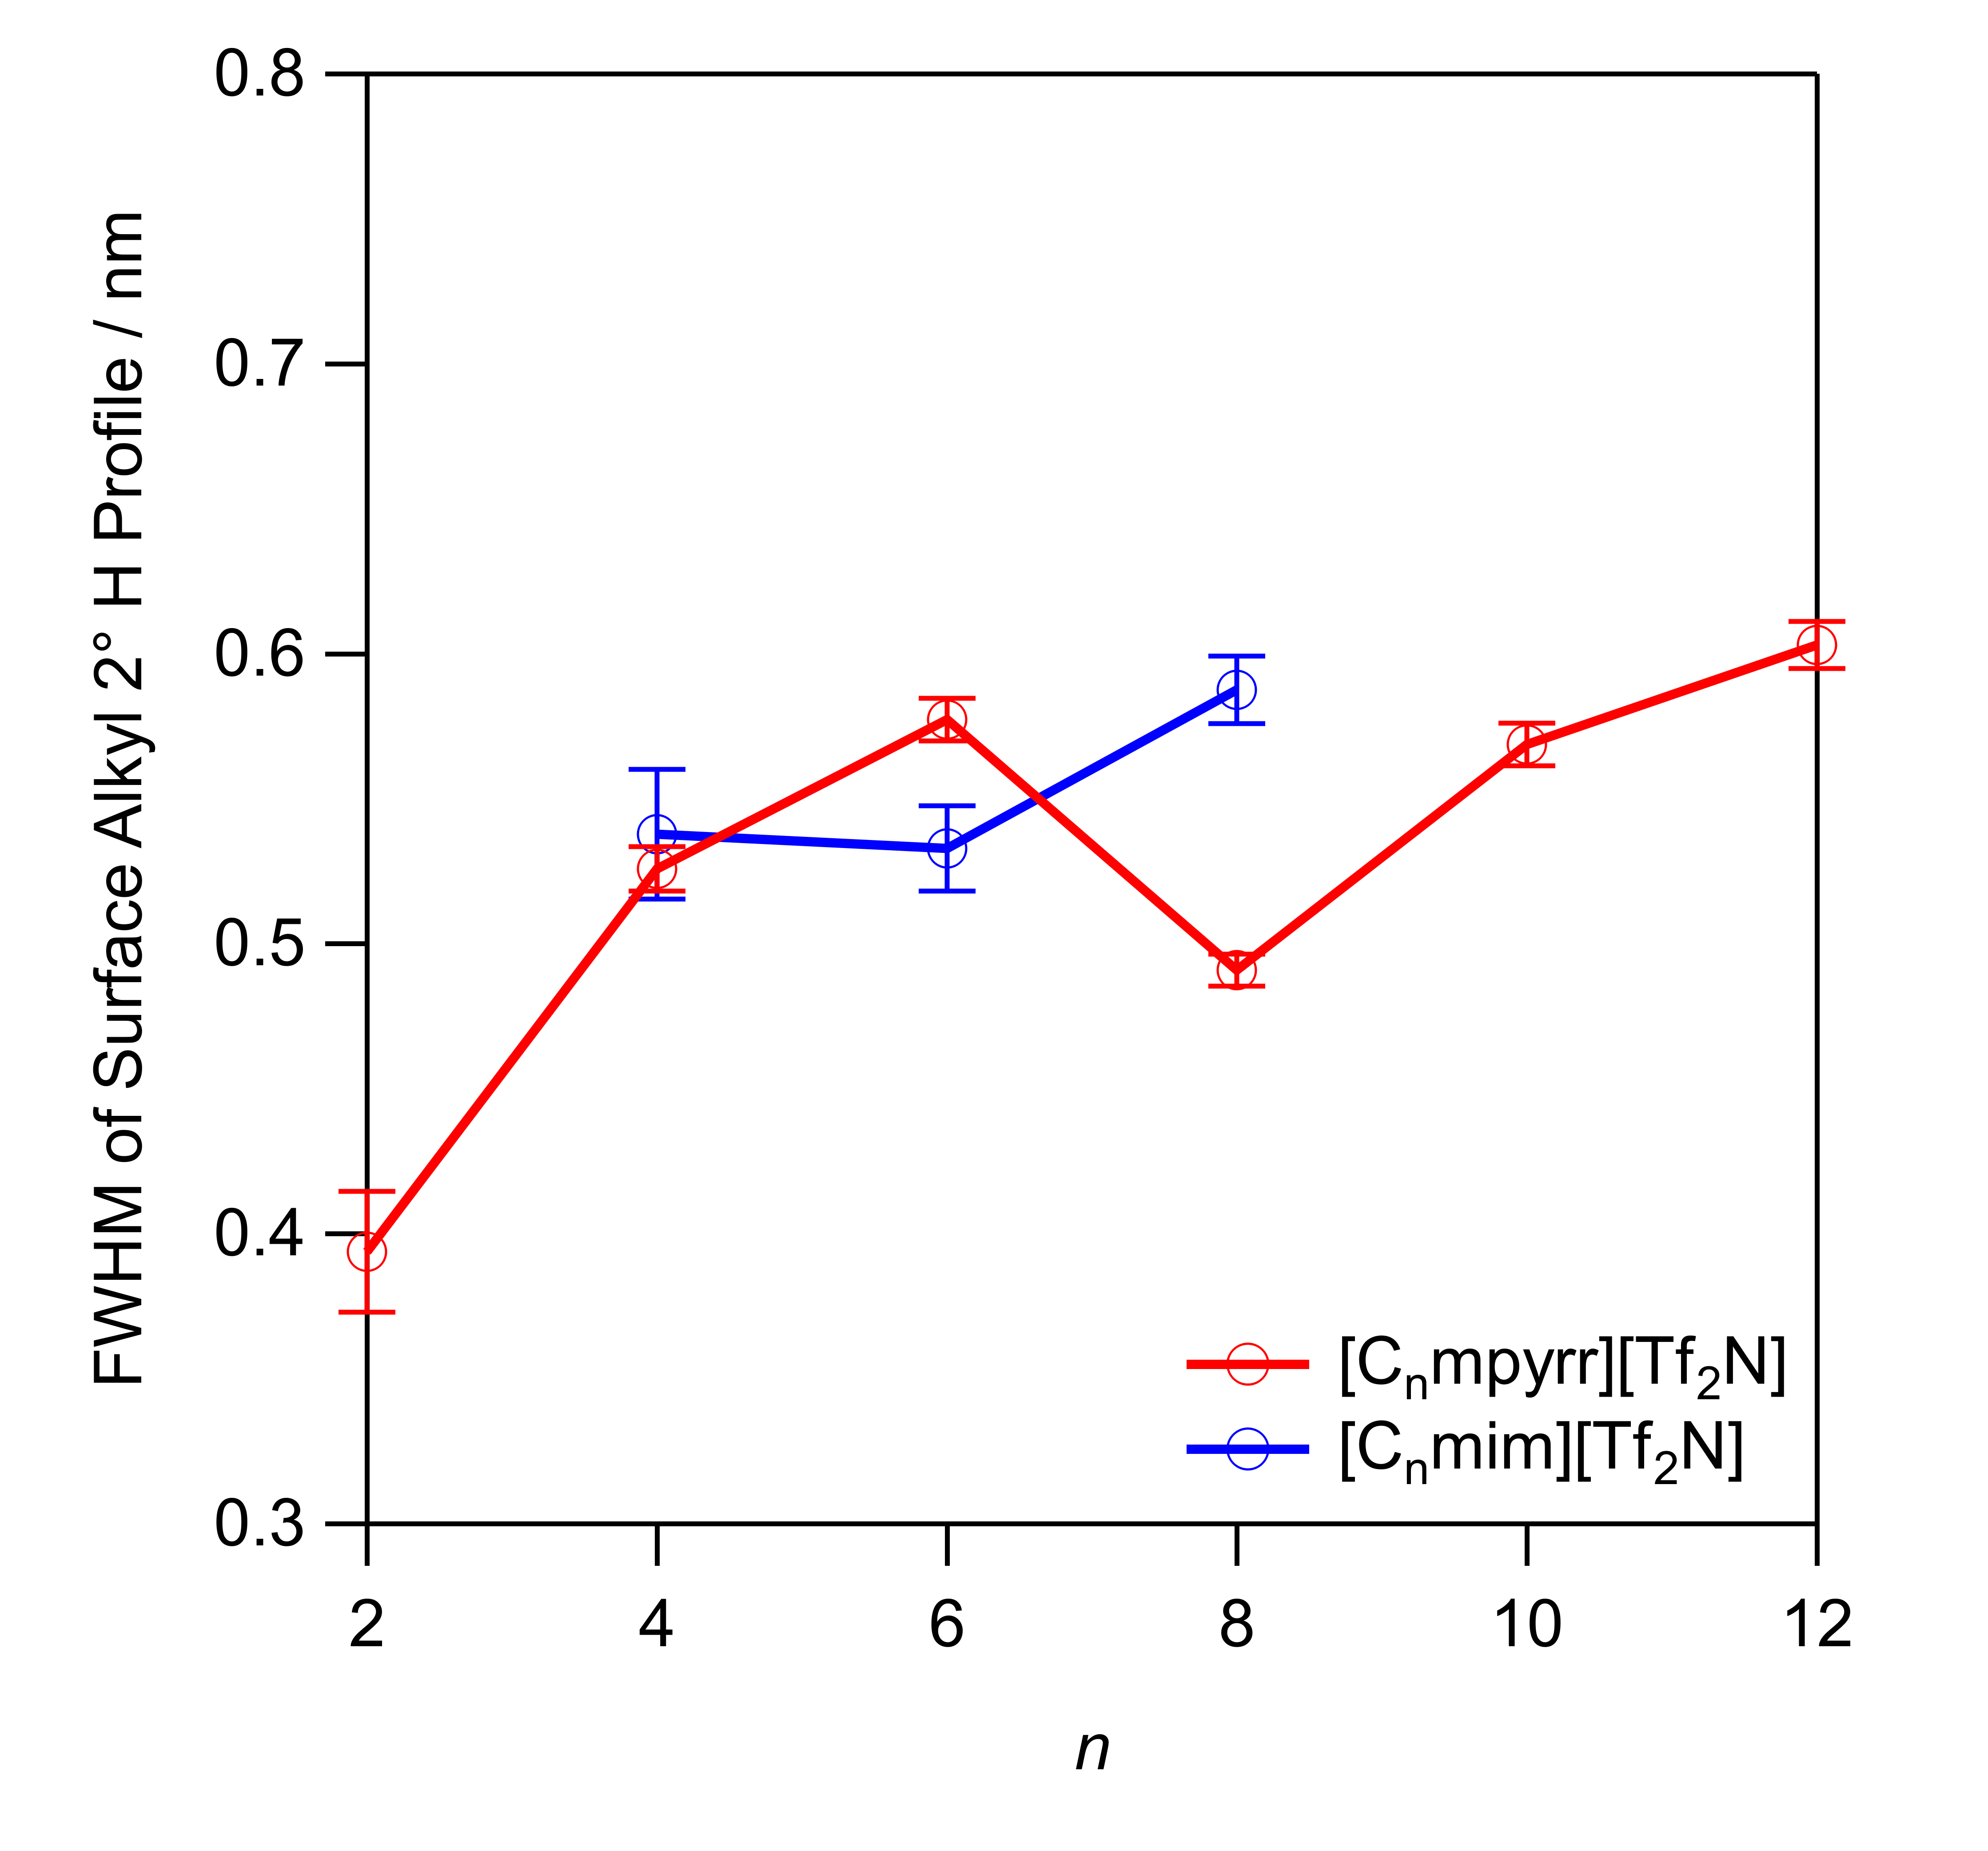 FWHM of Surface Alkyl 2° H Profile / nm
0.8
0.7
0.6
0.5
0.4
0.3
2 4 6 8 10 12
n
[Cnmpyrr][Tf2N]
[Cnmim][Tf2N]